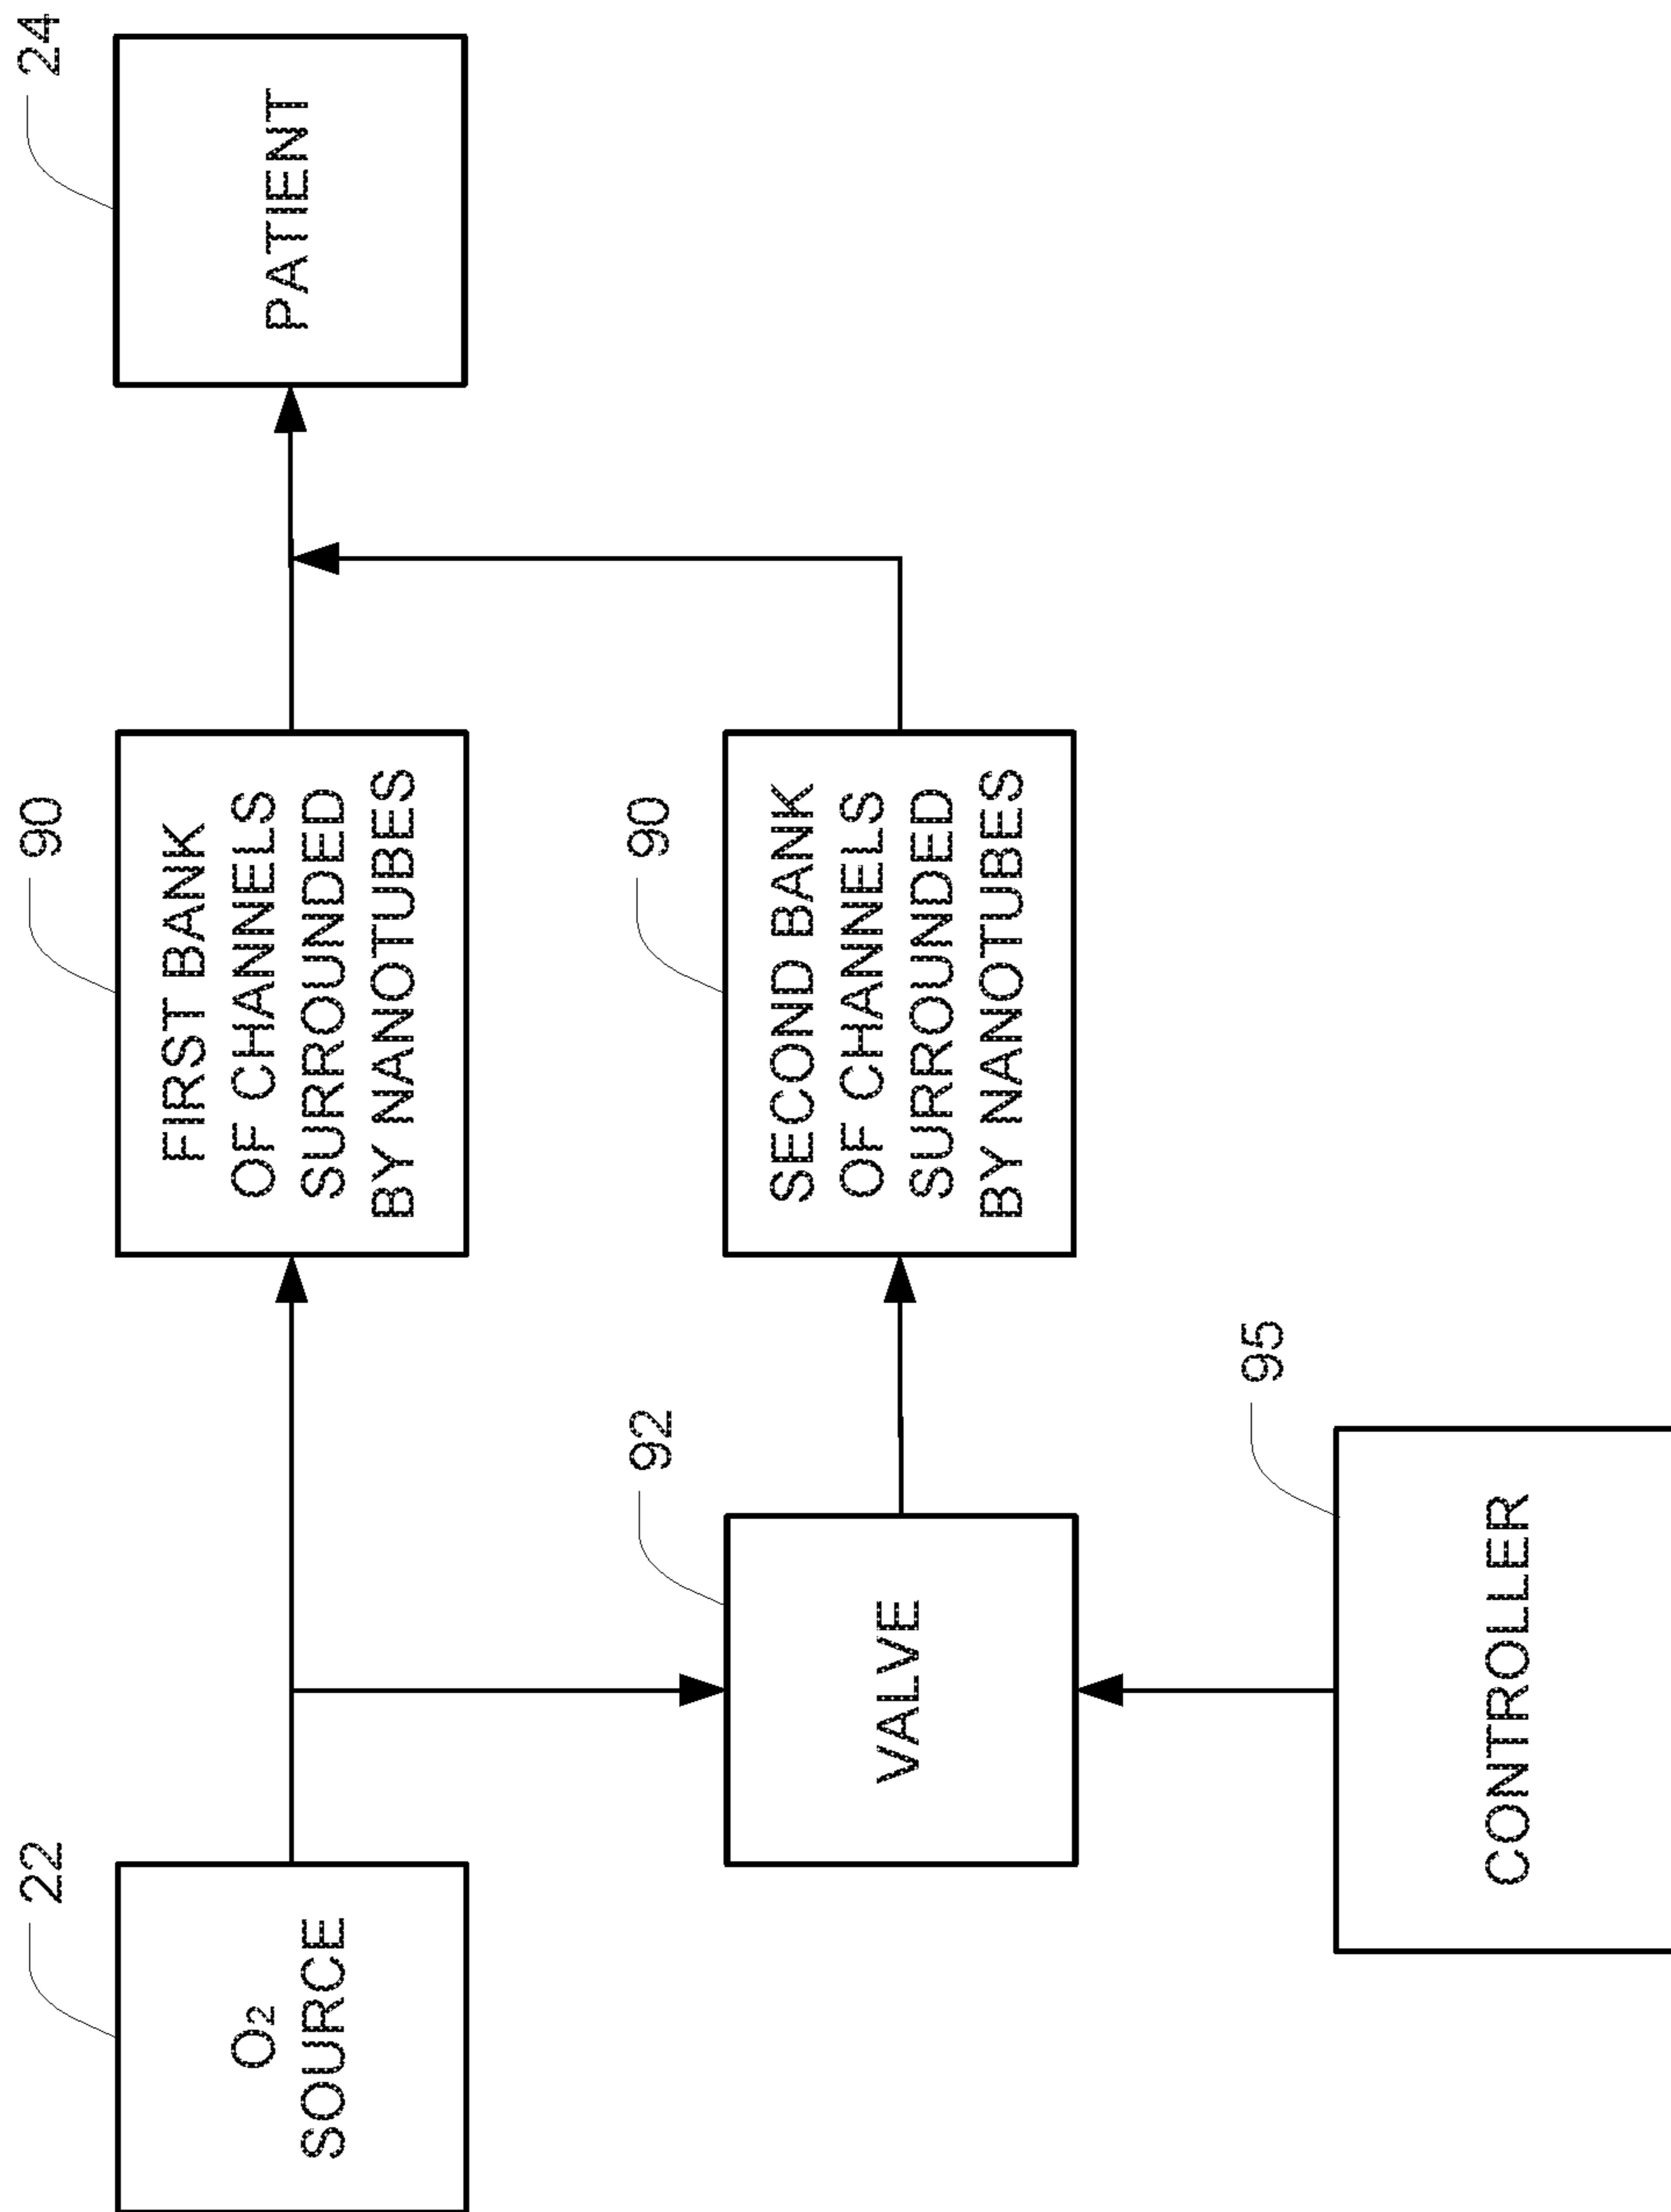 22
O₂
SOURCE
90
FIRST BANK
OF CHANNELS
SURROUNDED
BY NANOTUBES
24
PATIENT
92
VALVE
90
SECOND BANK
OF CHANNELS
SURROUNDED
BY NANOTUBES
95
CONTROLLER